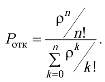 P_отк = (ρ^n / n!) / (∑_{k=0}^{n} ρ^k / k!).